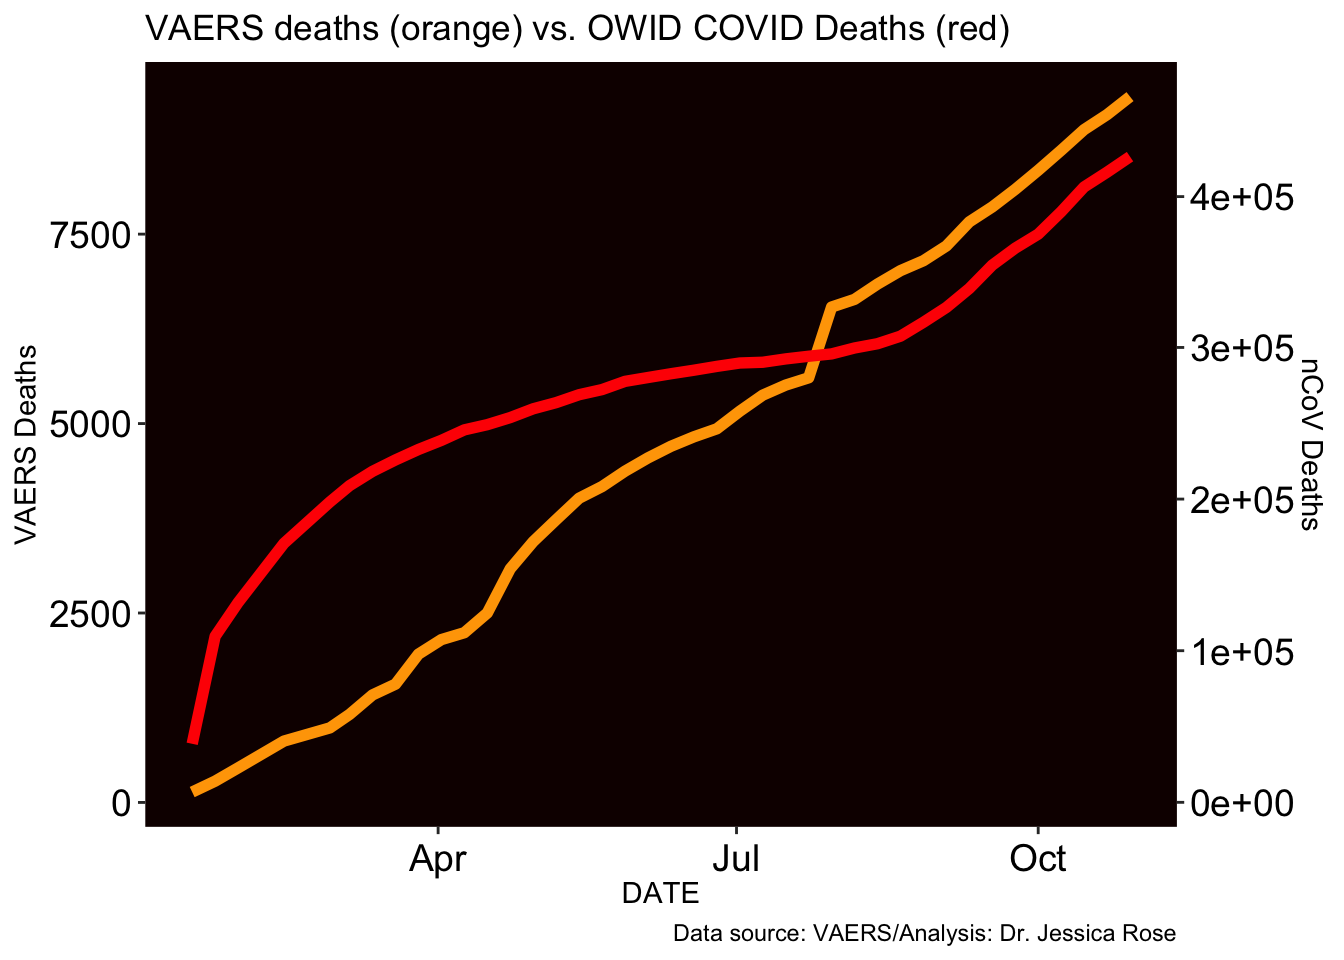 VAERS deaths (orange) vs. OWID COVID Deaths (red)
VAERS Deaths
7500
5000
2500
0
4e+05
3e+05
2e+05
1e+05
0e+00
nCoV Deaths
Apr
Jul
Oct
DATE
Data source: VAERS/Analysis: Dr. Jessica Rose